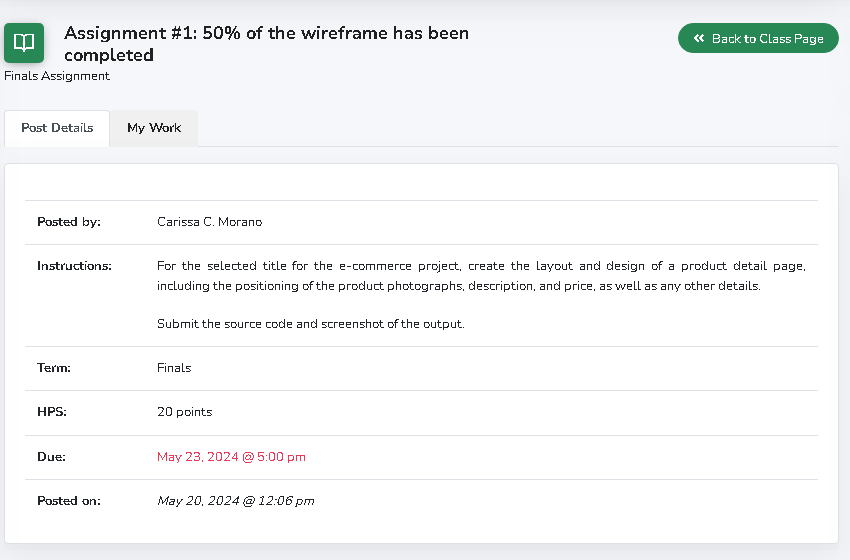 Assignment #1: 50% of the wireframe has been
completed
Back to Class Page
Finals Assignment
Post Details
My Work
Posted by:
Carissa C. Morano
Instructions:
For the selected title for the e-commerce project, create the layout and design of a product detail page,
including the positioning of the product photographs, description, and price, as well as any other details.
Submit the source code and screenshot of the output.
Term:
Finals
HPS:
20 points
Due:
May 23, 2024 @ 5:00 pm
Posted on:
May 20, 2024 @ 12:06 pm